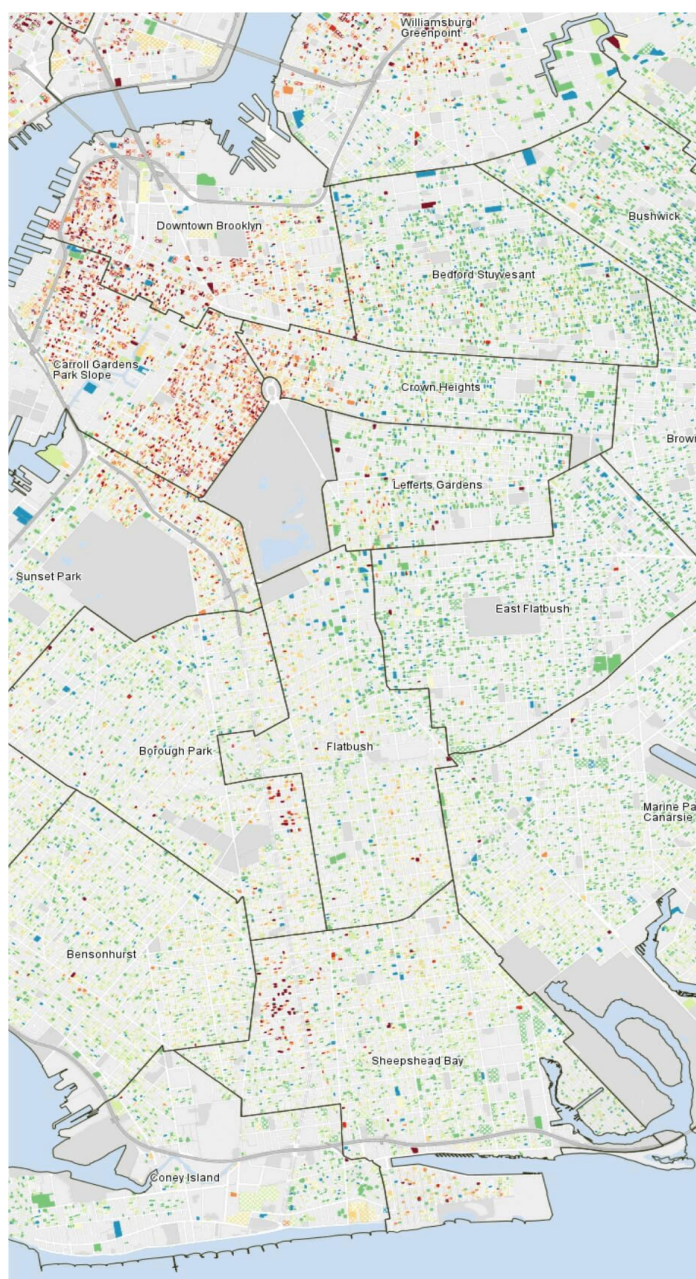 Williamsburg
Greenpoint
Downtown Brooklyn
Bushwick
Bedford Stuyvesant
Carroll Gardens
Park Slope
Crown Heights
Brow
Lefferts Gardens
Sunset Park
East Flatbush
Borough Park
Flatbush
Marine Pa
Canarsie
Bensonhurst
Sheepshead Bay
Coney Island